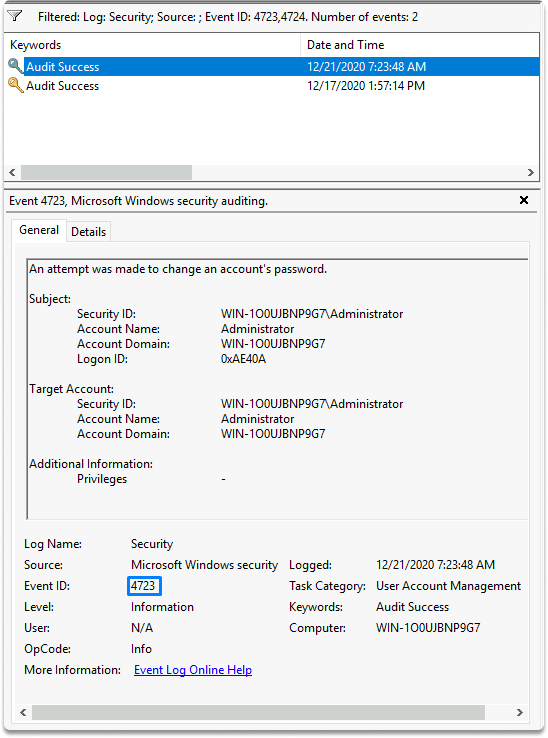 Filtered: Log: Security; Source: ; Event ID: 4723,4724. Number of events: 2
Keywords Date and Time
Audit Success 12/21/2020 7:23:48 AM
Audit Success 12/17/2020 1:57:14 PM
Event 4723, Microsoft Windows security auditing.
General Details
An attempt was made to change an account's password.
Subject:
Security ID: WIN-1O0UJBNP9G7\Administrator
Account Name: Administrator
Account Domain: WIN-1O0UJBNP9G7
Logon ID: 0xAE40A
Target Account:
Security ID: WIN-1O0UJBNP9G7\Administrator
Account Name: Administrator
Account Domain: WIN-1O0UJBNP9G7
Additional Information:
Privileges -
Log Name: Security
Source: Microsoft Windows security Logged: 12/21/2020 7:23:48 AM
Event ID: 4723 Task Category: User Account Management
Level: Information Keywords: Audit Success
User: N/A Computer: WIN-1O0UJBNP9G7
OpCode: Info
More Information: Event Log Online Help